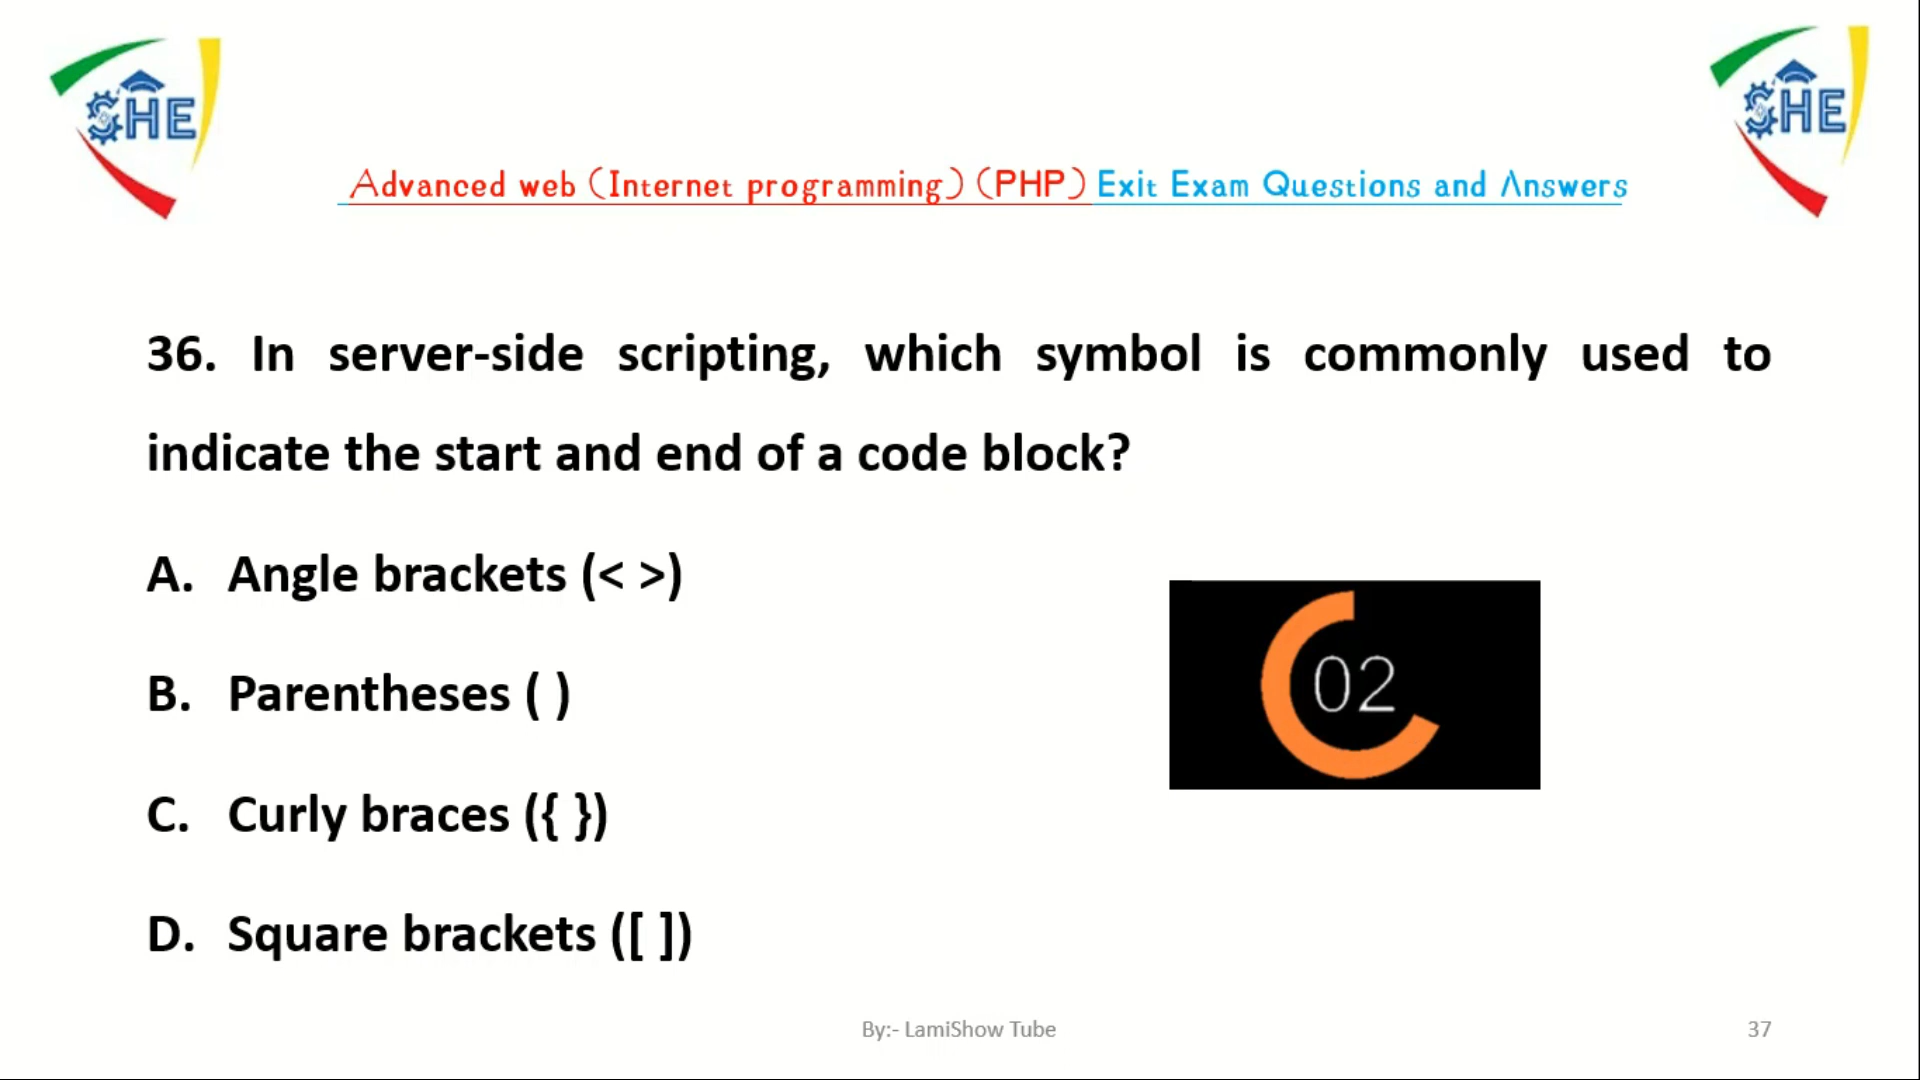 SHE
SHE
Advanced web (Internet programming) (PHP) Exit Exam Questions and Answers
36. In server-side scripting, which symbol is commonly used to
indicate the start and end of a code block?
A. Angle brackets (< >)
B. Parentheses ( )
02
C. Curly braces ({ })
D. Square brackets ([ ])
By:- LamiShow Tube
37